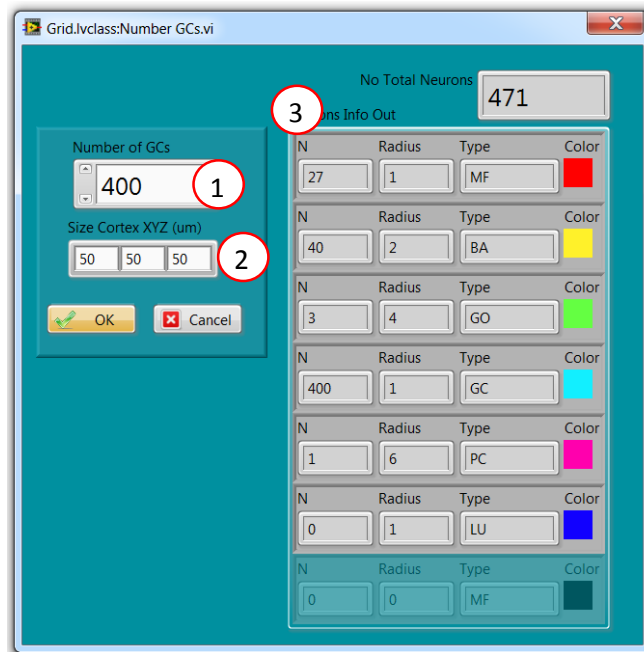 Grid.lvclass:Number GCs.vi
No Total Neurons
471
3
ons Info Out
Number of GCs
400
1
Size Cortex XYZ (um)
50 50 50
2
OK Cancel
N Radius Type Color
27 1 MF
N Radius Type Color
40 2 BA
N Radius Type Color
3 4 GO
N Radius Type Color
400 1 GC
N Radius Type Color
1 6 PC
N Radius Type Color
0 1 LU
N Radius Type Color
0 0 MF